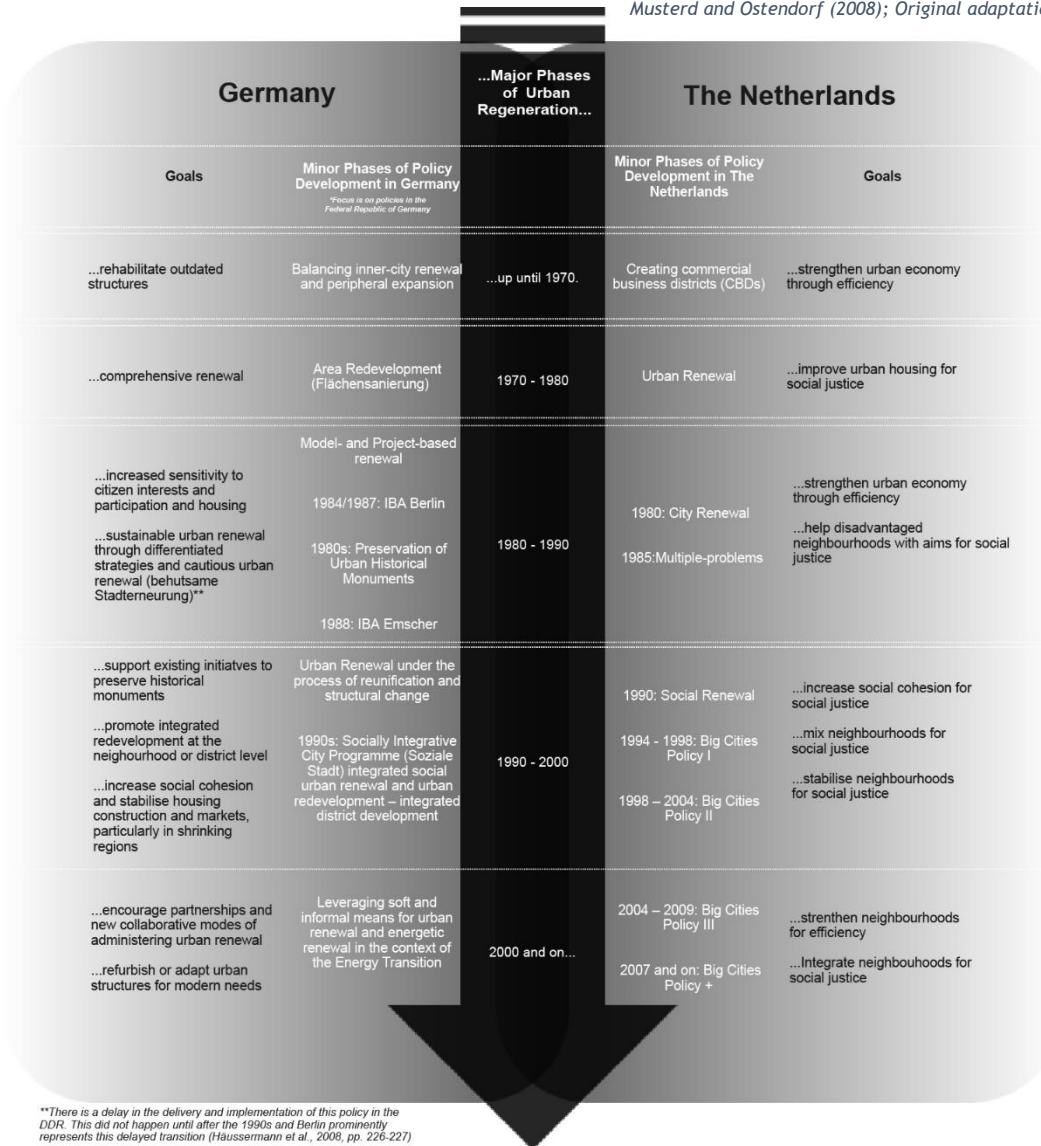 Musterd and Ostendorf (2008); Original adaptatio
Germany
...Major Phases
of Urban
Regeneration...
The Netherlands
Goals
Minor Phases of Policy
Development in Germany
*Focus is on policies in the
Federal Republic of Germany
Minor Phases of Policy
Development in The
Netherlands
Goals
...rehabilitate outdated
structures
Balancing inner-city renewal
and peripheral expansion
...up until 1970.
Creating commercial
business districts (CBDs)
...strengthen urban economy
through efficiency
...comprehensive renewal
Area Redevelopment
(Flächensanierung)
1970 - 1980
Urban Renewal
...improve urban housing for
social justice
...increased sensitivity to
citizen interests and
participation and housing
...sustainable urban renewal
through differentiated
strategies and cautious urban
renewal (behutsame
Stadterneurung)**
Model- and Project-based
renewal
1984/1987: IBA Berlin
1980s: Preservation of
Urban Historical
Monuments
1988: IBA Emscher
1980 - 1990
1980: City Renewal
1985:Multiple-problems
...strengthen urban economy
through efficiency
...help disadvantaged
neighbourhoods with aims for social
justice
...support existing initiatves to
preserve historical
monuments
...promote integrated
redevelopment at the
neighourhood or district level
...increase social cohesion
and stabilise housing
construction and markets,
particularly in shrinking
regions
Urban Renewal under the
process of reunification and
structural change
1990s: Socially Integrative
City Programme (Soziale
Stadt) integrated social
urban renewal and urban
redevelopment – integrated
district development
1990 - 2000
1990: Social Renewal
1994 - 1998: Big Cities
Policy I
1998 – 2004: Big Cities
Policy II
...increase social cohesion for
social justice
...mix neighbourhoods for
social justice
...stabilise neighbourhoods
for social justice
...encourage partnerships and
new collaborative modes of
administering urban renewal
...refurbish or adapt urban
structures for modern needs
Leveraging soft and
informal means for urban
renewal and energetic
renewal in the context of
the Energy Transition
2000 and on...
2004 – 2009: Big Cities
Policy III
2007 and on: Big Cities
Policy +
...strenthen neighbourhoods
for efficiency
...Integrate neighbouhoods for
social justice
**There is a delay in the delivery and implementation of this policy in the
DDR. This did not happen until after the 1990s and Berlin prominently
represents this delayed transition (Häussermann et al., 2008, pp. 226-227)